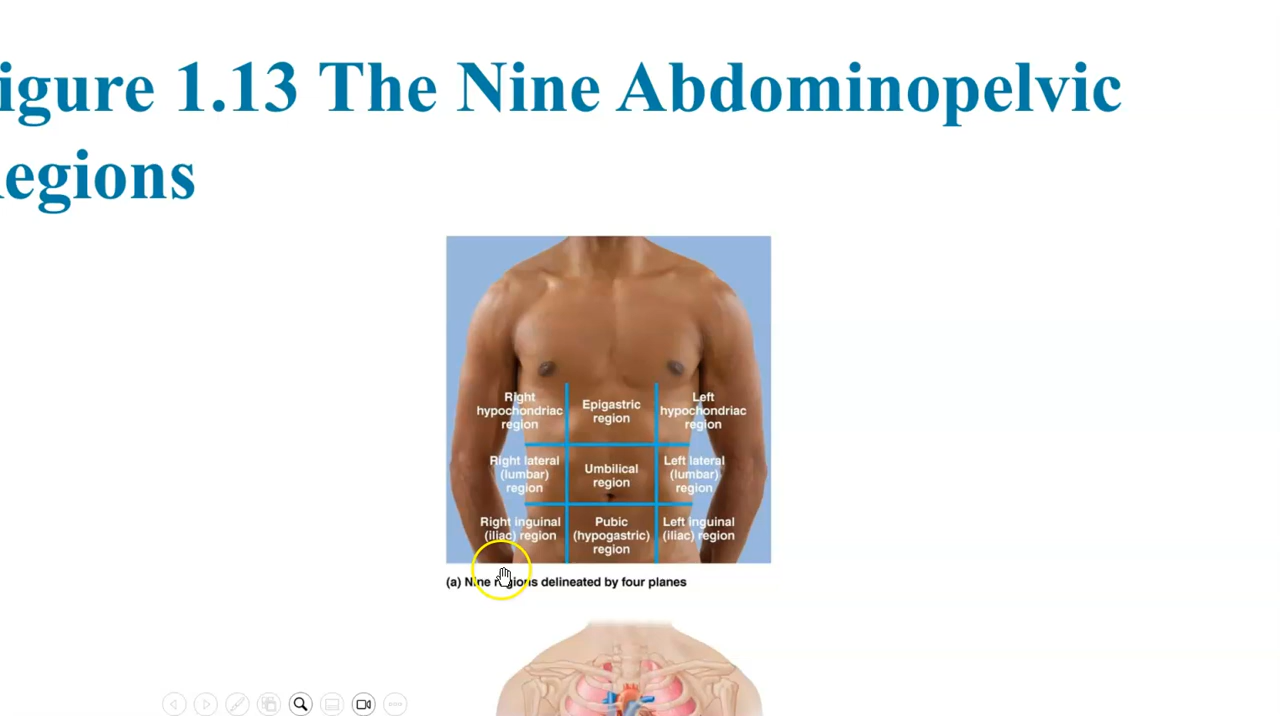 igure 1.13 The Nine Abdominopelvic
egions
Right
hypochondriac
region
Epigastric
region
Left
hypochondriac
region
Right lateral
(lumbar)
region
Umbilical
region
Left lateral
(lumbar)
region
Right inguinal
(iliac) region
Pubic
(hypogastric)
region
Left inguinal
(iliac) region
(a) Nine regions delineated by four planes